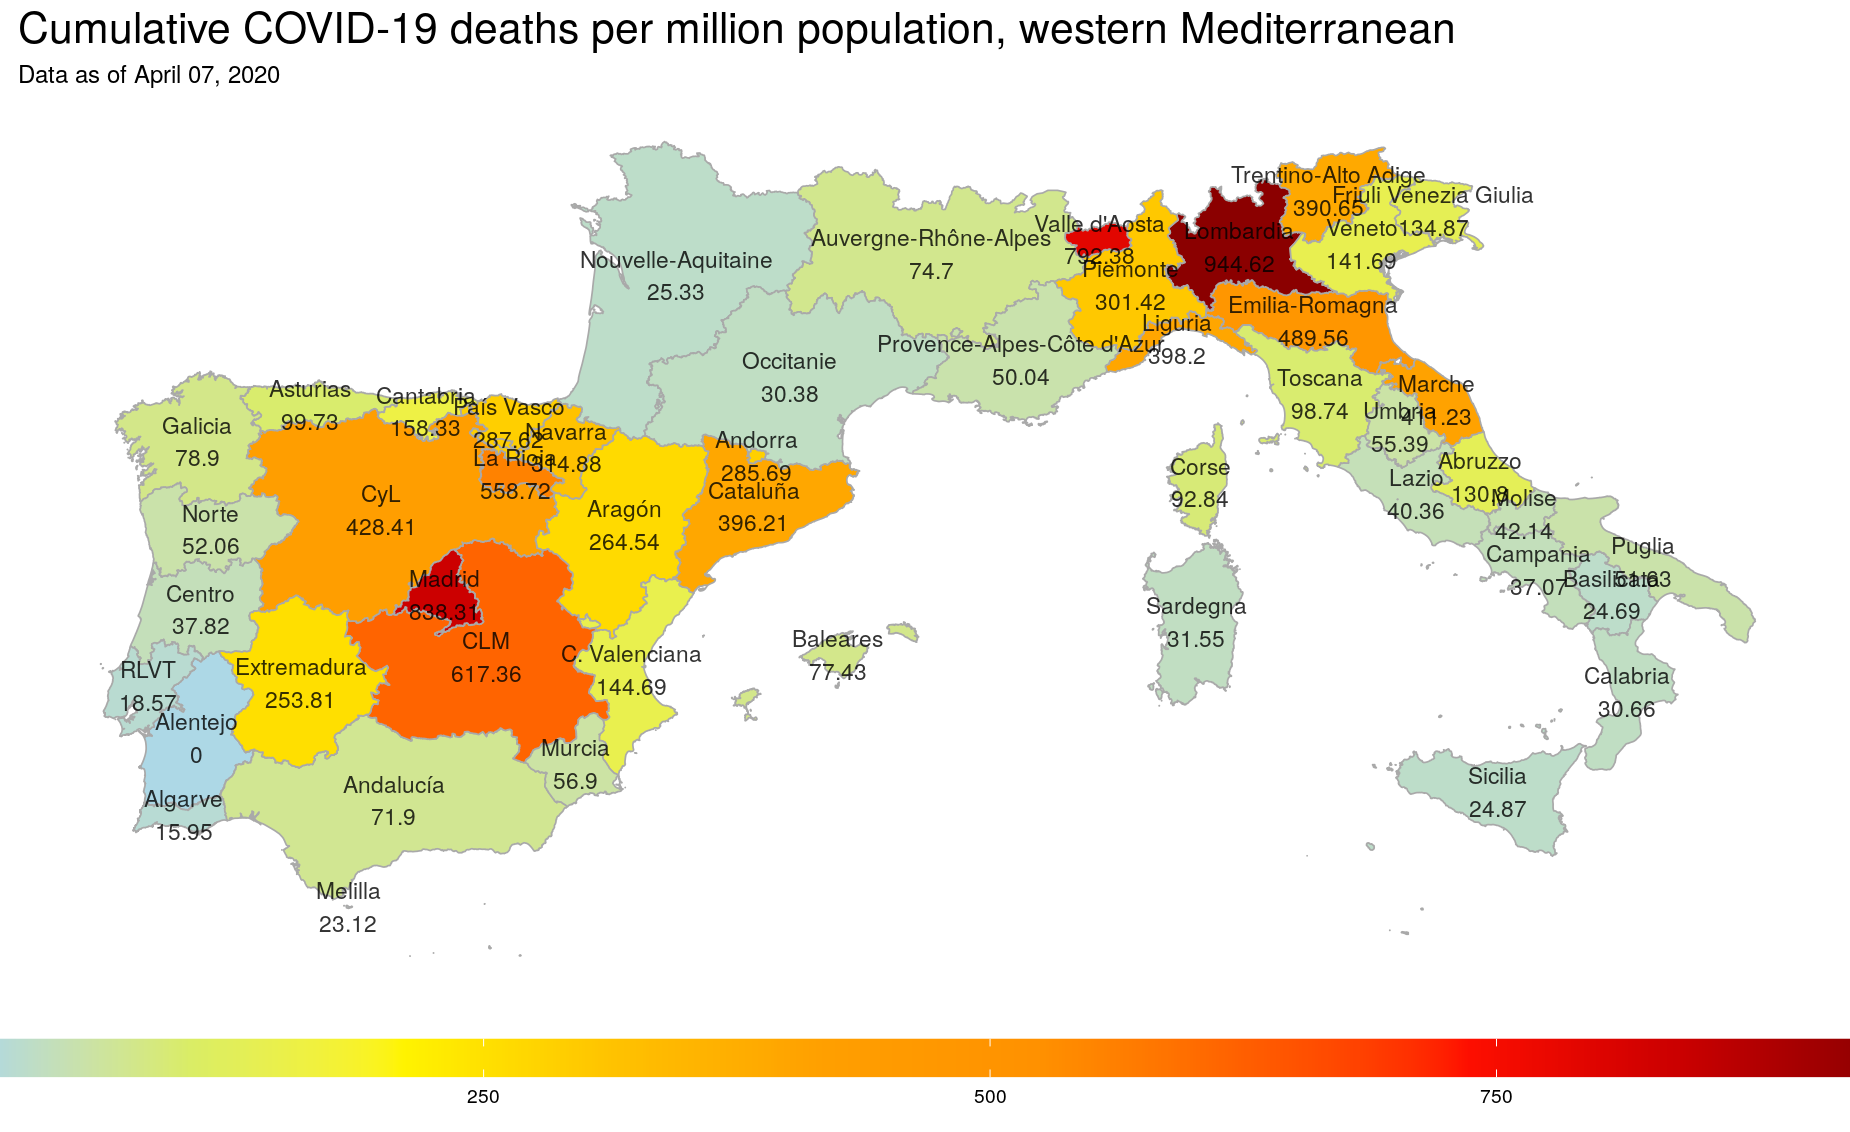 Cumulative COVID-19 deaths per million population, western Mediterranean
Data as of April 07, 2020
Trentino-Alto Adige
390.65
Friuli Venezia Giulia
134.87
Valle d'Aosta
792.38
Lombardia
944.62
Veneto
141.69
Auvergne-Rhône-Alpes
74.7
Nouvelle-Aquitaine
25.33
Piemonte
301.42
Emilia-Romagna
489.56
Liguria
398.2
Provence-Alpes-Côte d'Azur
50.04
Occitanie
30.38
Toscana
98.74
Marche
411.23
Umbria
55.39
Asturias
99.73
Cantabria
158.33
País Vasco
287.62
Navarra
314.88
Galicia
78.9
La Rioja
558.72
Andorra
285.69
Cataluña
396.21
Corse
92.84
Abruzzo
130.8
Lazio
40.36
Molise
42.14
CyL
428.41
Aragón
264.54
Norte
52.06
Campania
37.07
Puglia
51.63
Basilicata
24.69
Madrid
838.31
Centro
37.82
Sardegna
31.55
CLM
617.36
C. Valenciana
144.69
Baleares
77.43
RLVT
18.57
Extremadura
253.81
Calabria
30.66
Alentejo
0
Murcia
56.9
Sicilia
24.87
Andalucía
71.9
Algarve
15.95
Melilla
23.12
250
500
750